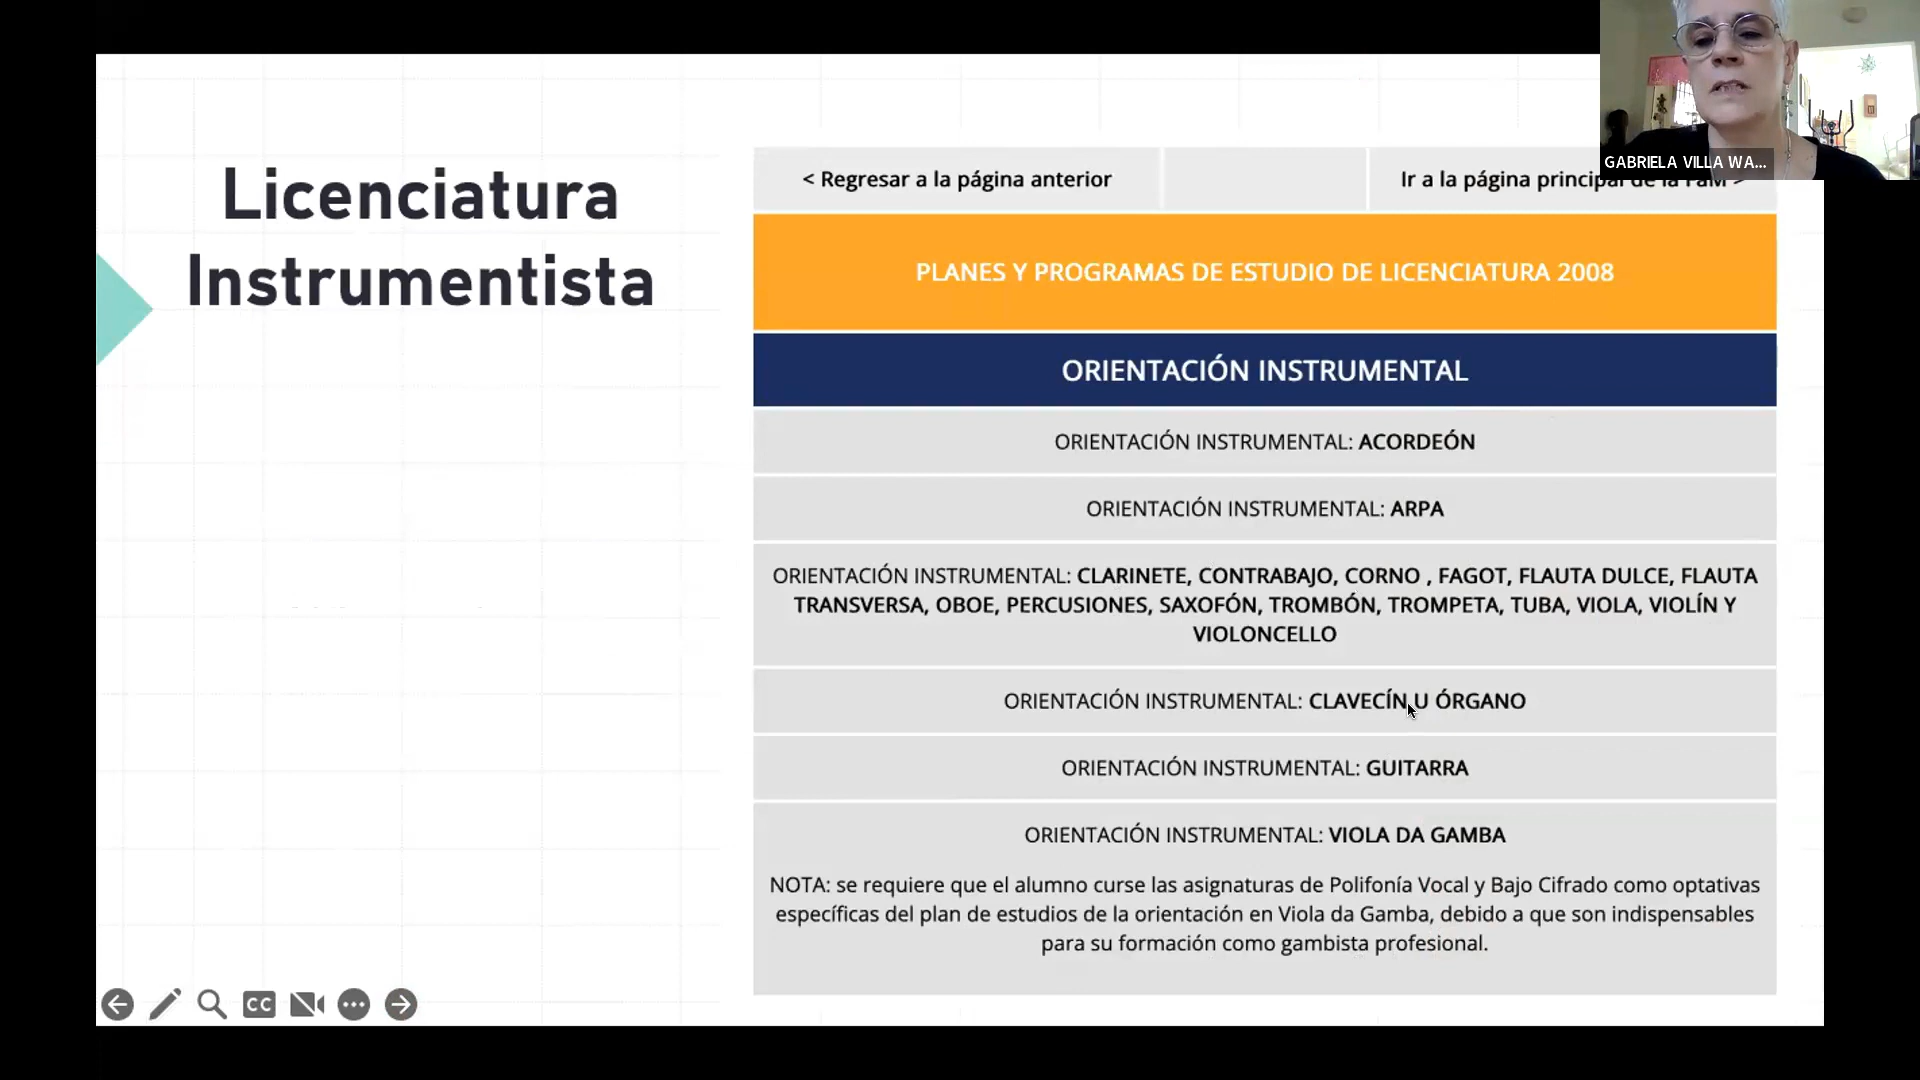 GABRIELA VILLA WA...
Licenciatura
Instrumentista
< Regresar a la página anterior
Ir a la página principal de la FaM >
PLANES Y PROGRAMAS DE ESTUDIO DE LICENCIATURA 2008
ORIENTACIÓN INSTRUMENTAL
ORIENTACIÓN INSTRUMENTAL: ACORDEÓN
ORIENTACIÓN INSTRUMENTAL: ARPA
ORIENTACIÓN INSTRUMENTAL: CLARINETE, CONTRABAJO, CORNO , FAGOT, FLAUTA DULCE, FLAUTA
TRANSVERSA, OBOE, PERCUSIONES, SAXOFÓN, TROMBÓN, TROMPETA, TUBA, VIOLA, VIOLÍN Y
VIOLONCELLO
ORIENTACIÓN INSTRUMENTAL: CLAVECÍN U ÓRGANO
ORIENTACIÓN INSTRUMENTAL: GUITARRA
ORIENTACIÓN INSTRUMENTAL: VIOLA DA GAMBA
NOTA: se requiere que el alumno curse las asignaturas de Polifonía Vocal y Bajo Cifrado como optativas
específicas del plan de estudios de la orientación en Viola da Gamba, debido a que son indispensables
para su formación como gambista profesional.
CC